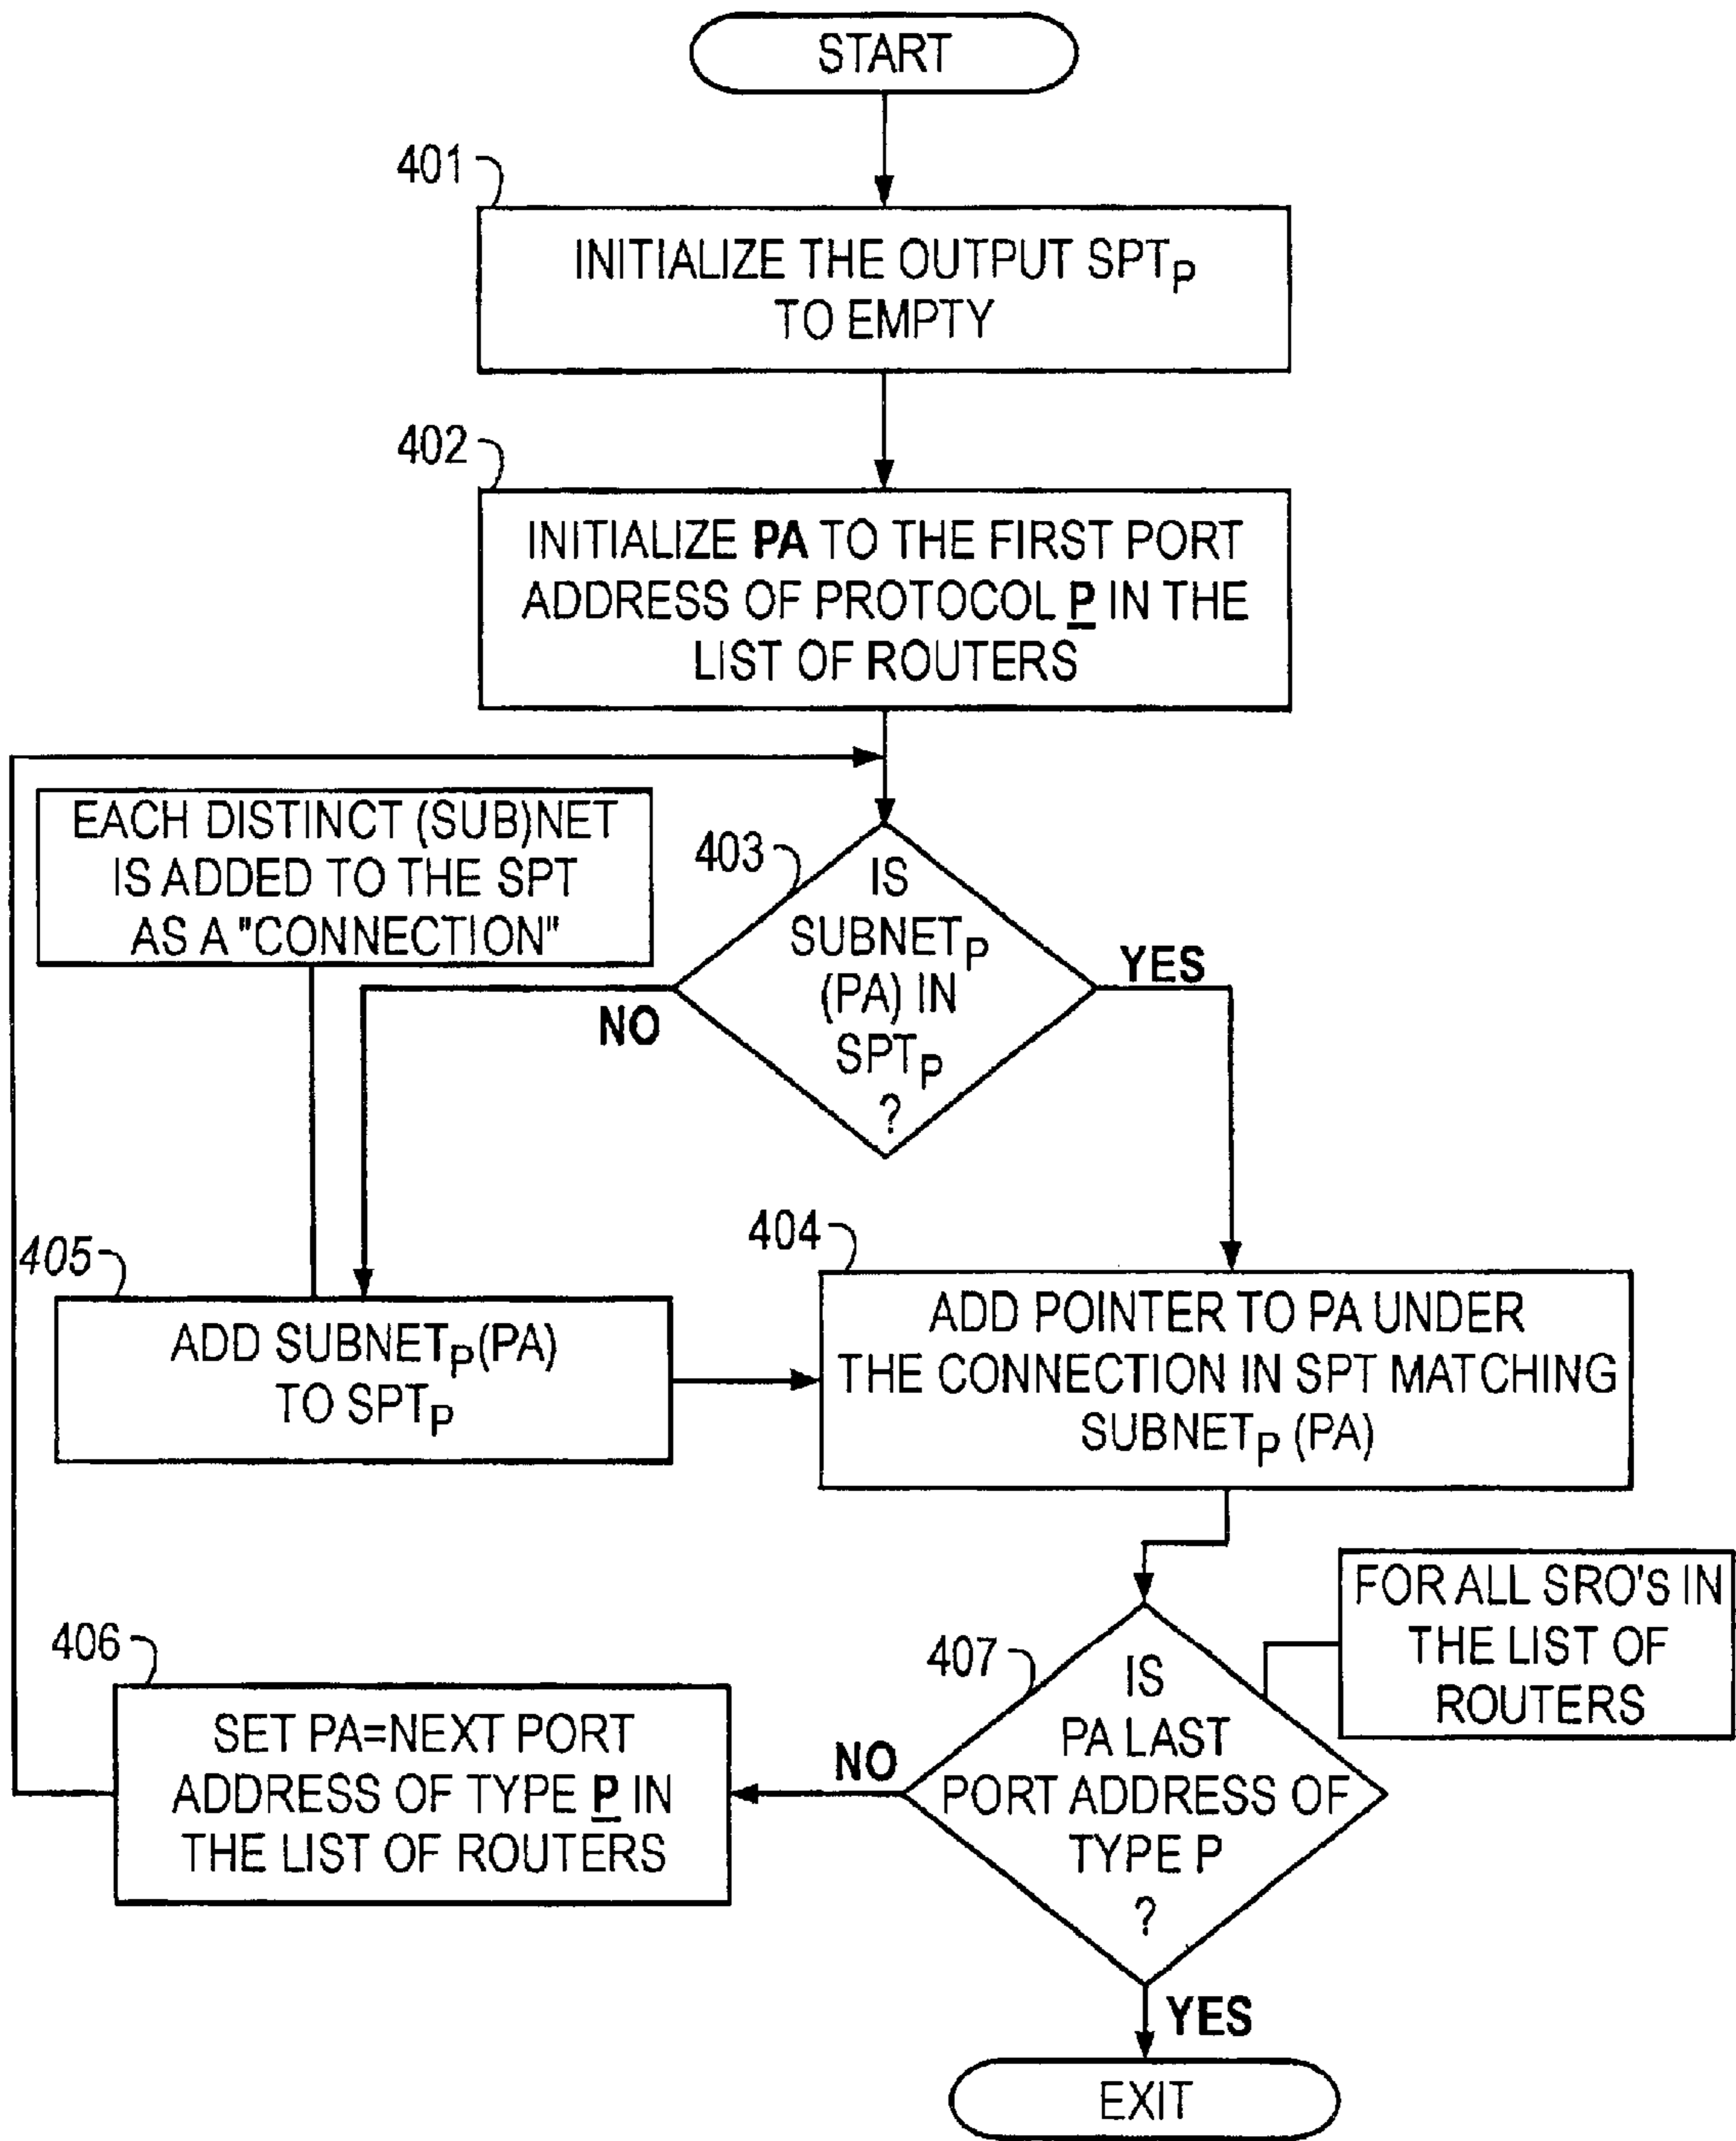 START
401
INITIALIZE THE OUTPUT SPTP
TO EMPTY
402
INITIALIZE PA TO THE FIRST PORT
ADDRESS OF PROTOCOL P IN THE
LIST OF ROUTERS
EACH DISTINCT (SUB)NET
IS ADDED TO THE SPT
AS A "CONNECTION"
403
IS
SUBNETP
(PA) IN
SPTP
?
NO
YES
405
ADD SUBNETP(PA)
TO SPTP
404
ADD POINTER TO PA UNDER
THE CONNECTION IN SPT MATCHING
SUBNETP (PA)
FOR ALL SRO's IN
THE LIST OF
ROUTERS
407
IS
PA LAST
PORT ADDRESS OF
TYPE P
?
NO
406
SET PA=NEXT PORT
ADDRESS OF TYPE P IN
THE LIST OF ROUTERS
YES
EXIT